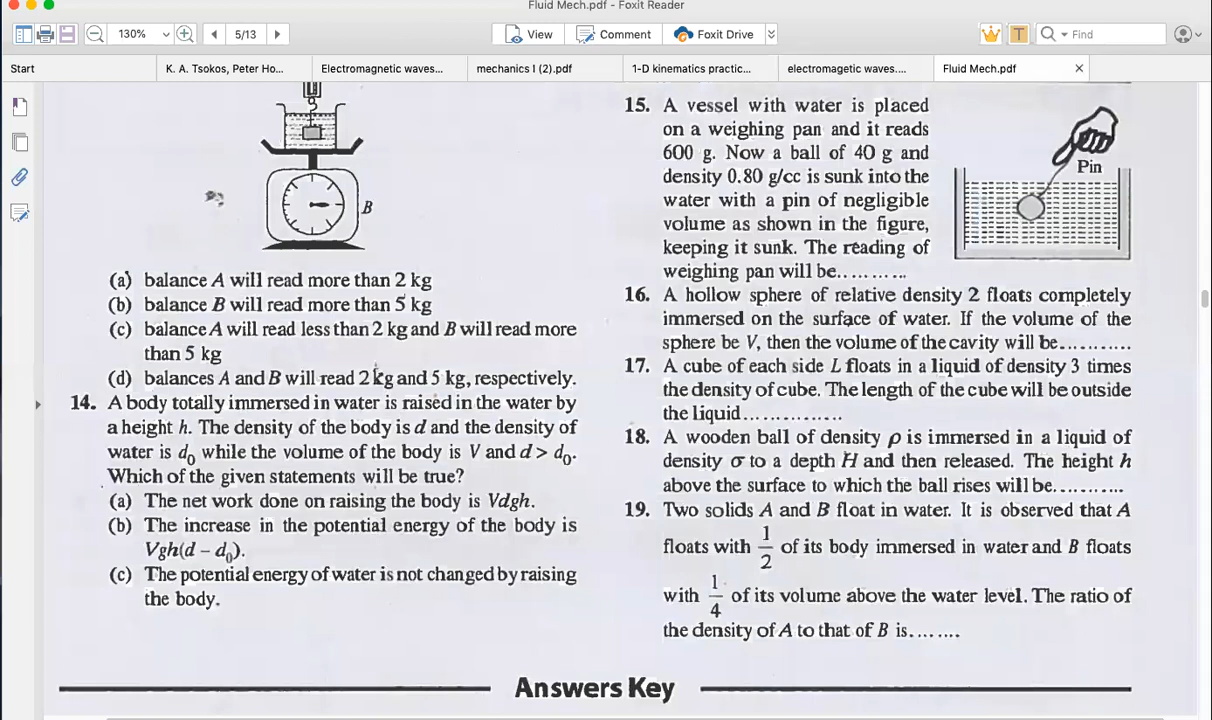 Fluid Mech.pdf - Foxit Reader
130%
5/13
View
Comment
Foxit Drive
T
Find
Start
K. A. Tsokos, Peter Ho...
Electromagnetic waves...
mechanics I (2).pdf
1-D kinematics practic...
electromagetic waves....
Fluid Mech.pdf
B
(a) balance A will read more than 2 kg
(b) balance B will read more than 5 kg
(c) balance A will read less than 2 kg and B will read more
than 5 kg
(d) balances A and B will read 2 kg and 5 kg, respectively.
14. A body totally immersed in water is raised in the water by
a height h. The density of the body is d and the density of
water is d₀ while the volume of the body is V and d > d₀.
Which of the given statements will be true?
(a) The net work done on raising the body is Vdgh.
(b) The increase in the potential energy of the body is
Vgh(d – d₀).
(c) The potential energy of water is not changed by raising
the body.
15. A vessel with water is placed
on a weighing pan and it reads
600 g. Now a ball of 40 g and
density 0.80 g/cc is sunk into the
water with a pin of negligible
volume as shown in the figure,
keeping it sunk. The reading of
weighing pan will be..........
Pin
16. A hollow sphere of relative density 2 floats completely
immersed on the surface of water. If the volume of the
sphere be V, then the volume of the cavity will be...........
17. A cube of each side L floats in a liquid of density 3 times
the density of cube. The length of the cube will be outside
the liquid..............
18. A wooden ball of density ρ is immersed in a liquid of
density σ to a depth H and then released. The height h
above the surface to which the ball rises will be...........
19. Two solids A and B float in water. It is observed that A
floats with 1/2 of its body immersed in water and B floats
with 1/4 of its volume above the water level. The ratio of
the density of A to that of B is.......
Answers Key